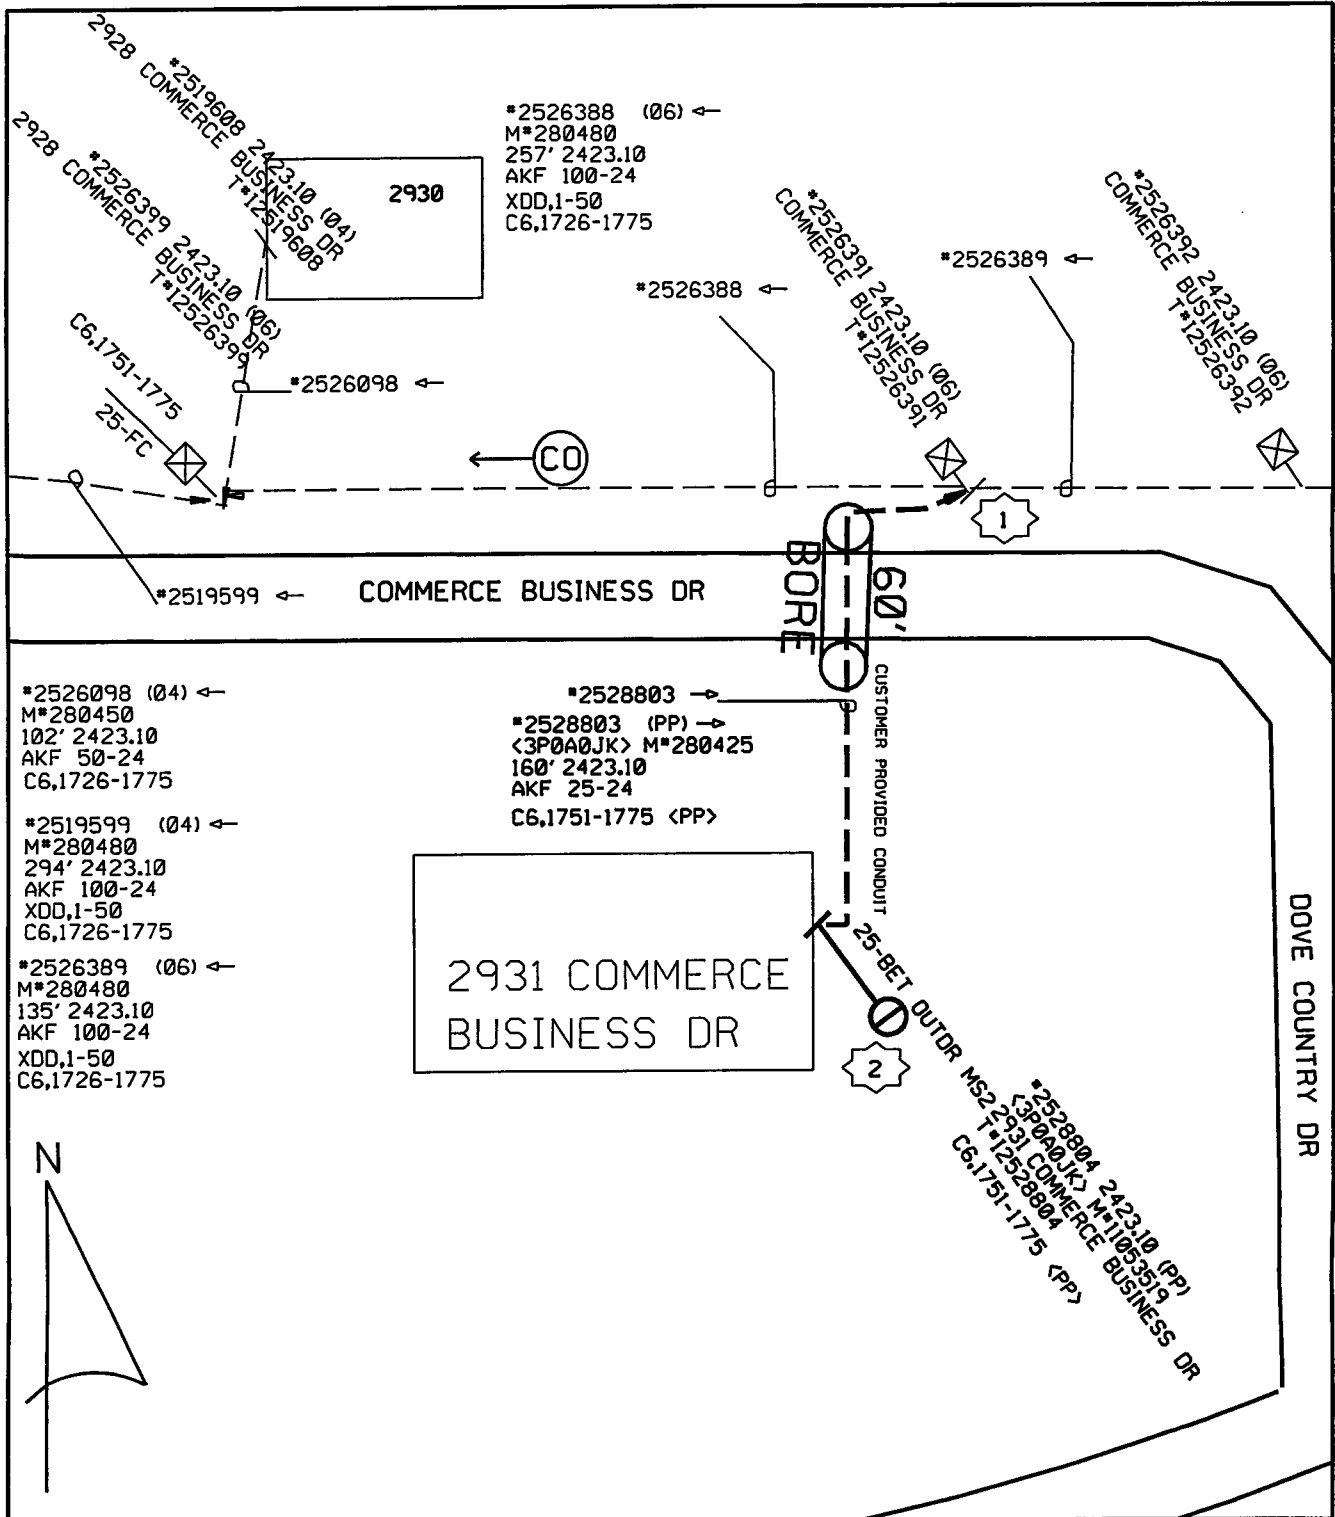 *2519608 2423.10 (04)
2928 COMMERCE BUSINESS DR
T*12519608
*2526399 2423.10 (06)
2928 COMMERCE BUSINESS DR
T*12526399
2930
*2526388 (06)
M*280480
257' 2423.10
AKF 100-24
XDD,1-50
C6,1726-1775
*2526391 2423.10 (06)
COMMERCE BUSINESS DR
T*12526391
*2526392 2423.10 (06)
COMMERCE BUSINESS DR
T*12526392
*2526389
*2526388
C6,1751-1775
25-FC
*2526098
CO
1
*2519599
COMMERCE BUSINESS DR
BORE
60'
*2526098 (04)
M*280450
102' 2423.10
AKF 50-24
C6,1726-1775
*2519599 (04)
M*280480
294' 2423.10
AKF 100-24
XDD,1-50
C6,1726-1775
*2526389 (06)
M*280480
135' 2423.10
AKF 100-24
XDD,1-50
C6,1726-1775
*2528803
*2528803 (PP)
<3P0A0JK> M*280425
160' 2423.10
AKF 25-24
C6,1751-1775 <PP>
CUSTOMER PROVIDED CONDUIT
2931 COMMERCE
BUSINESS DR
25-BET OUTDR MS2
2
*2528804 2423.10 (PP)
<3P0A0JK> M*11053519
2931 COMMERCE BUSINESS DR
T*12528804
C6,1751-1775 <PP>
DOVE COUNTRY DR
N